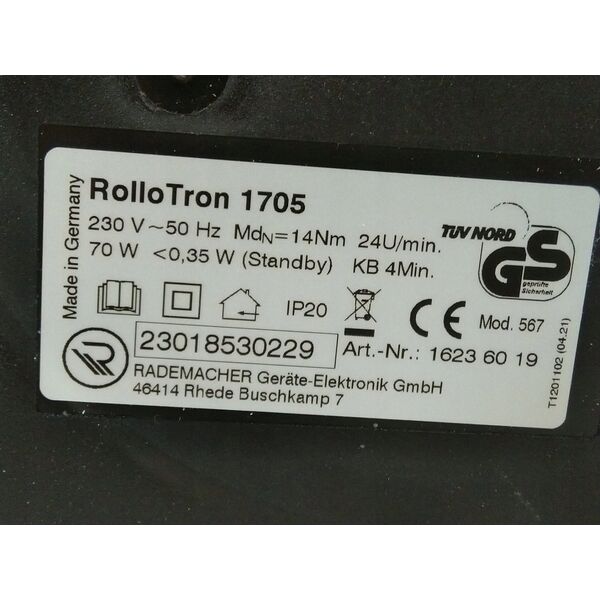 Made in Germany
RolloTron 1705
230 V ~50 Hz MdN=14Nm 24U/min.
70 W <0,35 W (Standby) KB 4Min.
TÜV NORD
GS
geprüfte
Sicherheit
IP20
CE
Mod. 567
23018530229
Art.-Nr.: 1623 60 19
R
RADEMACHER Geräte-Elektronik GmbH
46414 Rhede Buschkamp 7
T1201102 (04.21)